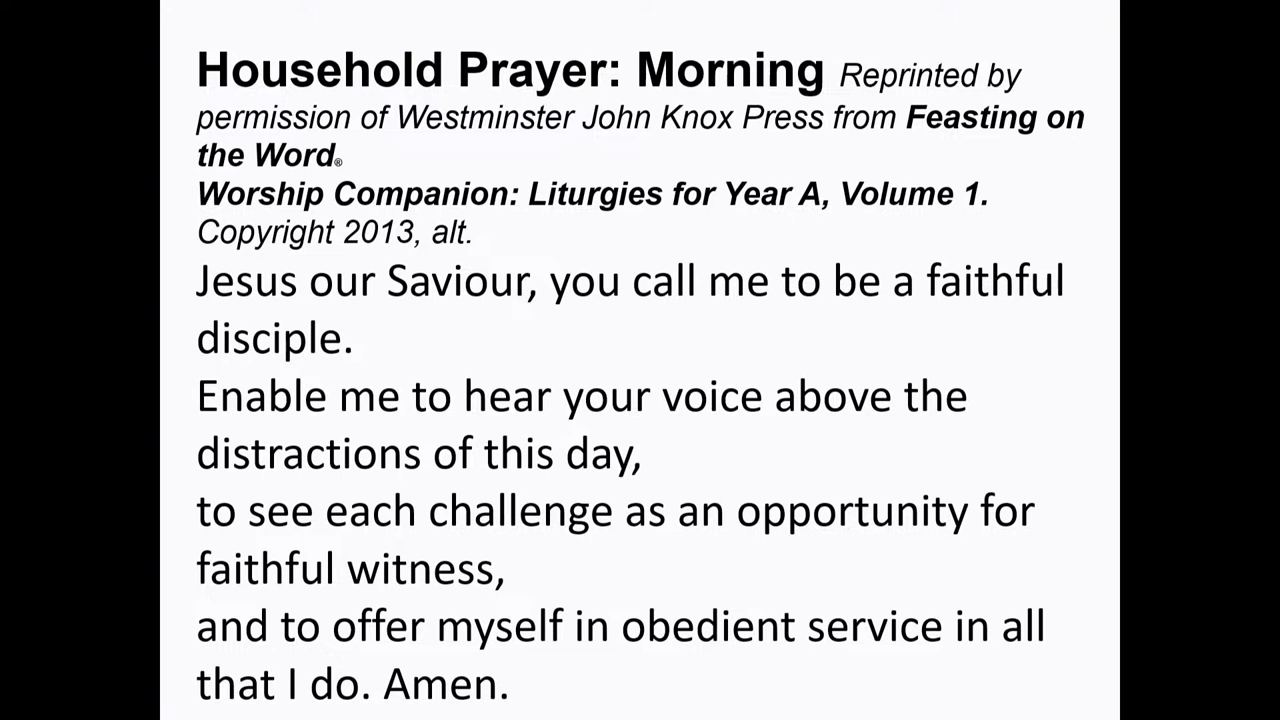 Household Prayer: Morning Reprinted by
permission of Westminster John Knox Press from Feasting on
the Word®
Worship Companion: Liturgies for Year A, Volume 1.
Copyright 2013, alt.
Jesus our Saviour, you call me to be a faithful
disciple.
Enable me to hear your voice above the
distractions of this day,
to see each challenge as an opportunity for
faithful witness,
and to offer myself in obedient service in all
that I do. Amen.